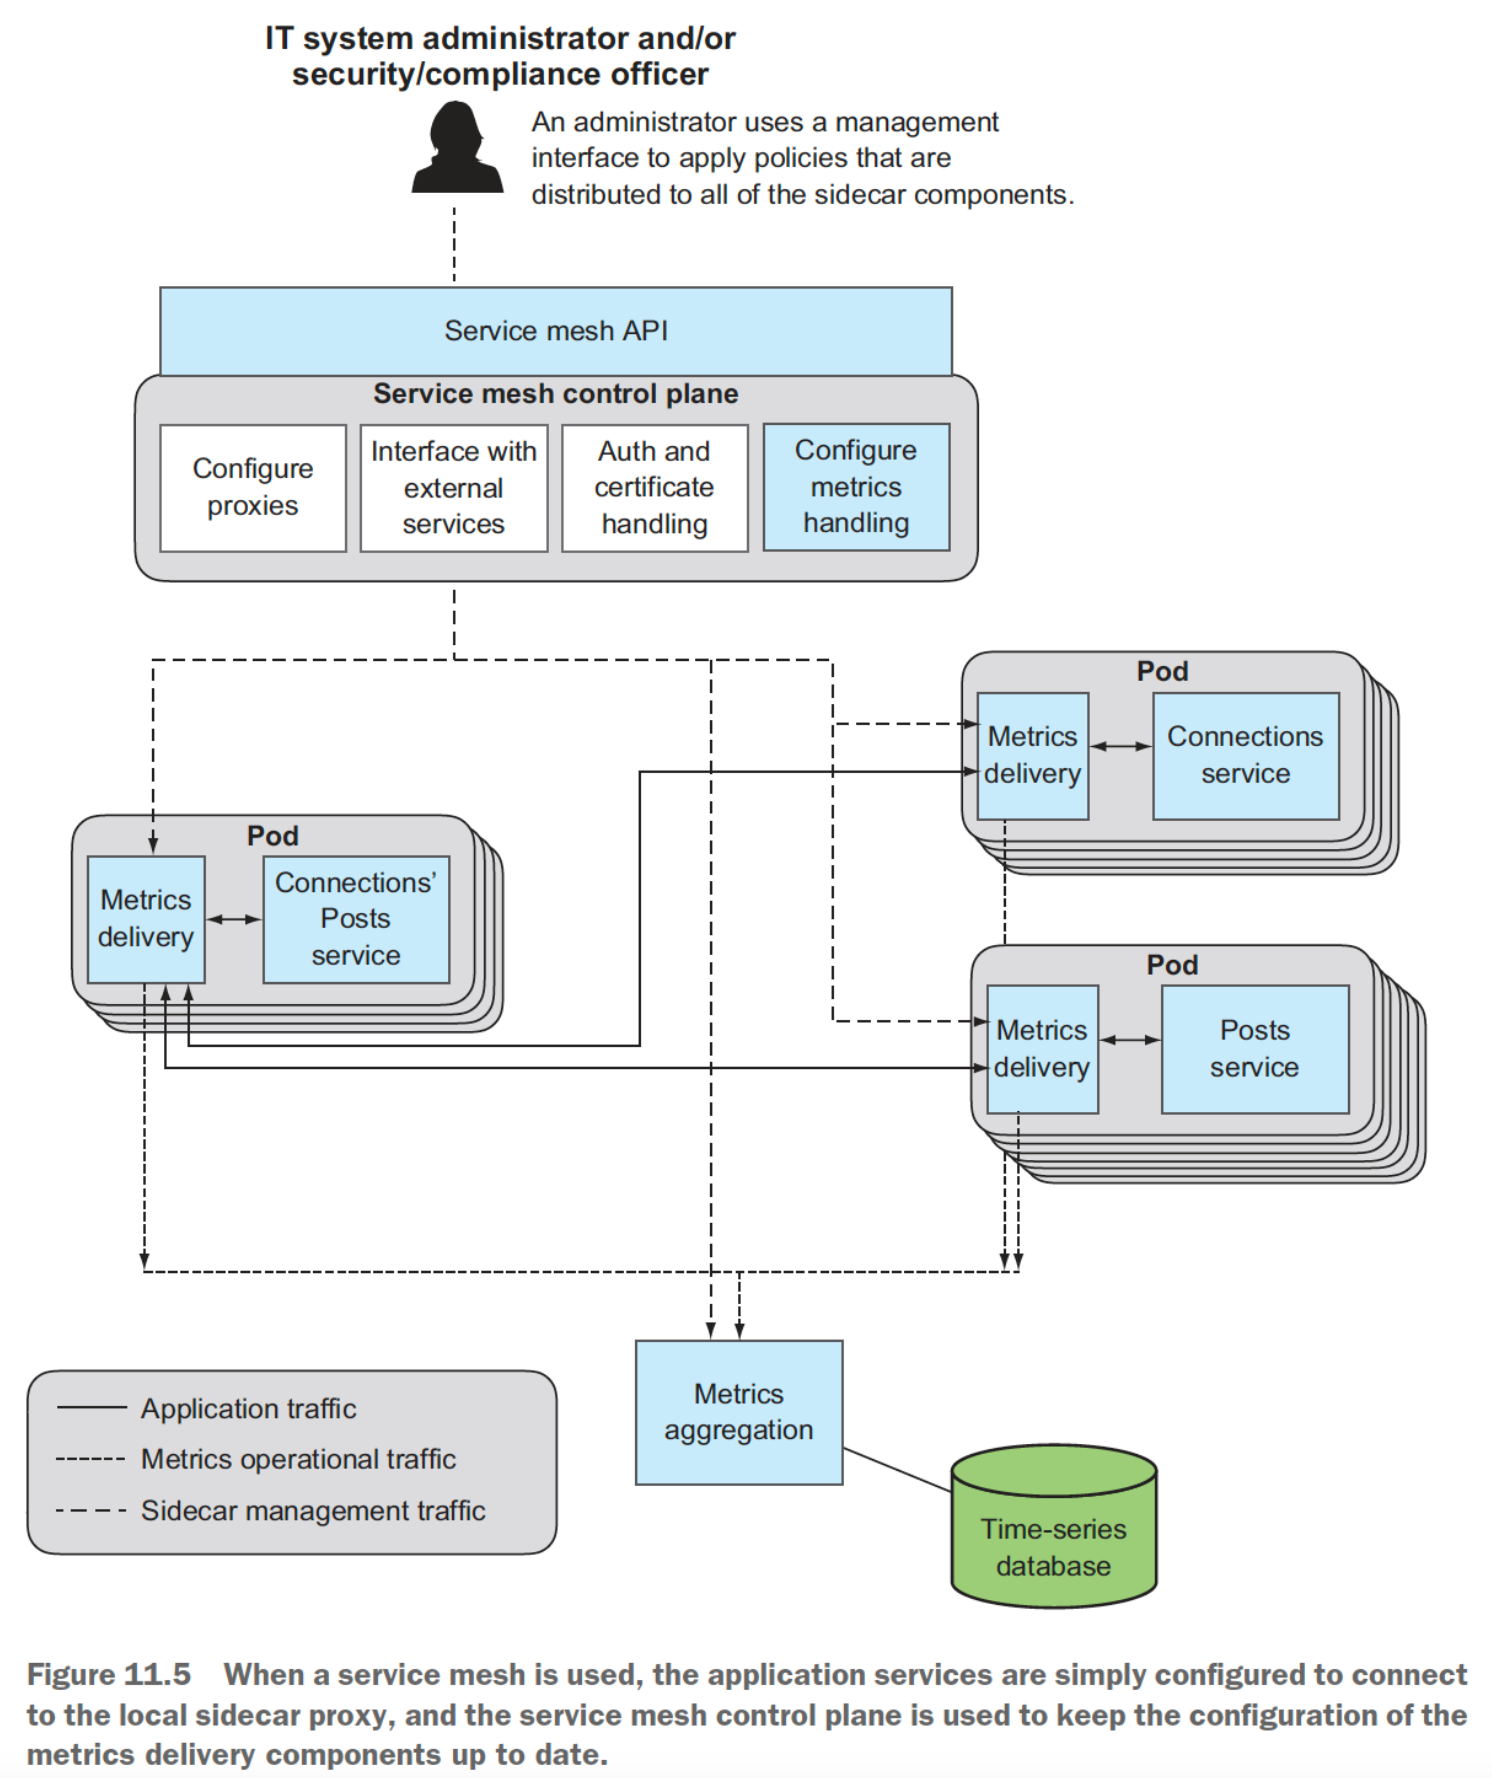 IT system administrator and/or
security/compliance officer
An administrator uses a management
interface to apply policies that are
distributed to all of the sidecar components.
Service mesh API
Service mesh control plane
Configure
proxies
Interface with
external
services
Auth and
certificate
handling
Configure
metrics
handling
Pod
Metrics
delivery
Connections
service
Pod
Metrics
delivery
Connections’
Posts
service
Pod
Metrics
delivery
Posts
service
Metrics
aggregation
Time-series
database
Application traffic
Metrics operational traffic
Sidecar management traffic
Figure 11.5 When a service mesh is used, the application services are simply configured to connect
to the local sidecar proxy, and the service mesh control plane is used to keep the configuration of the
metrics delivery components up to date.